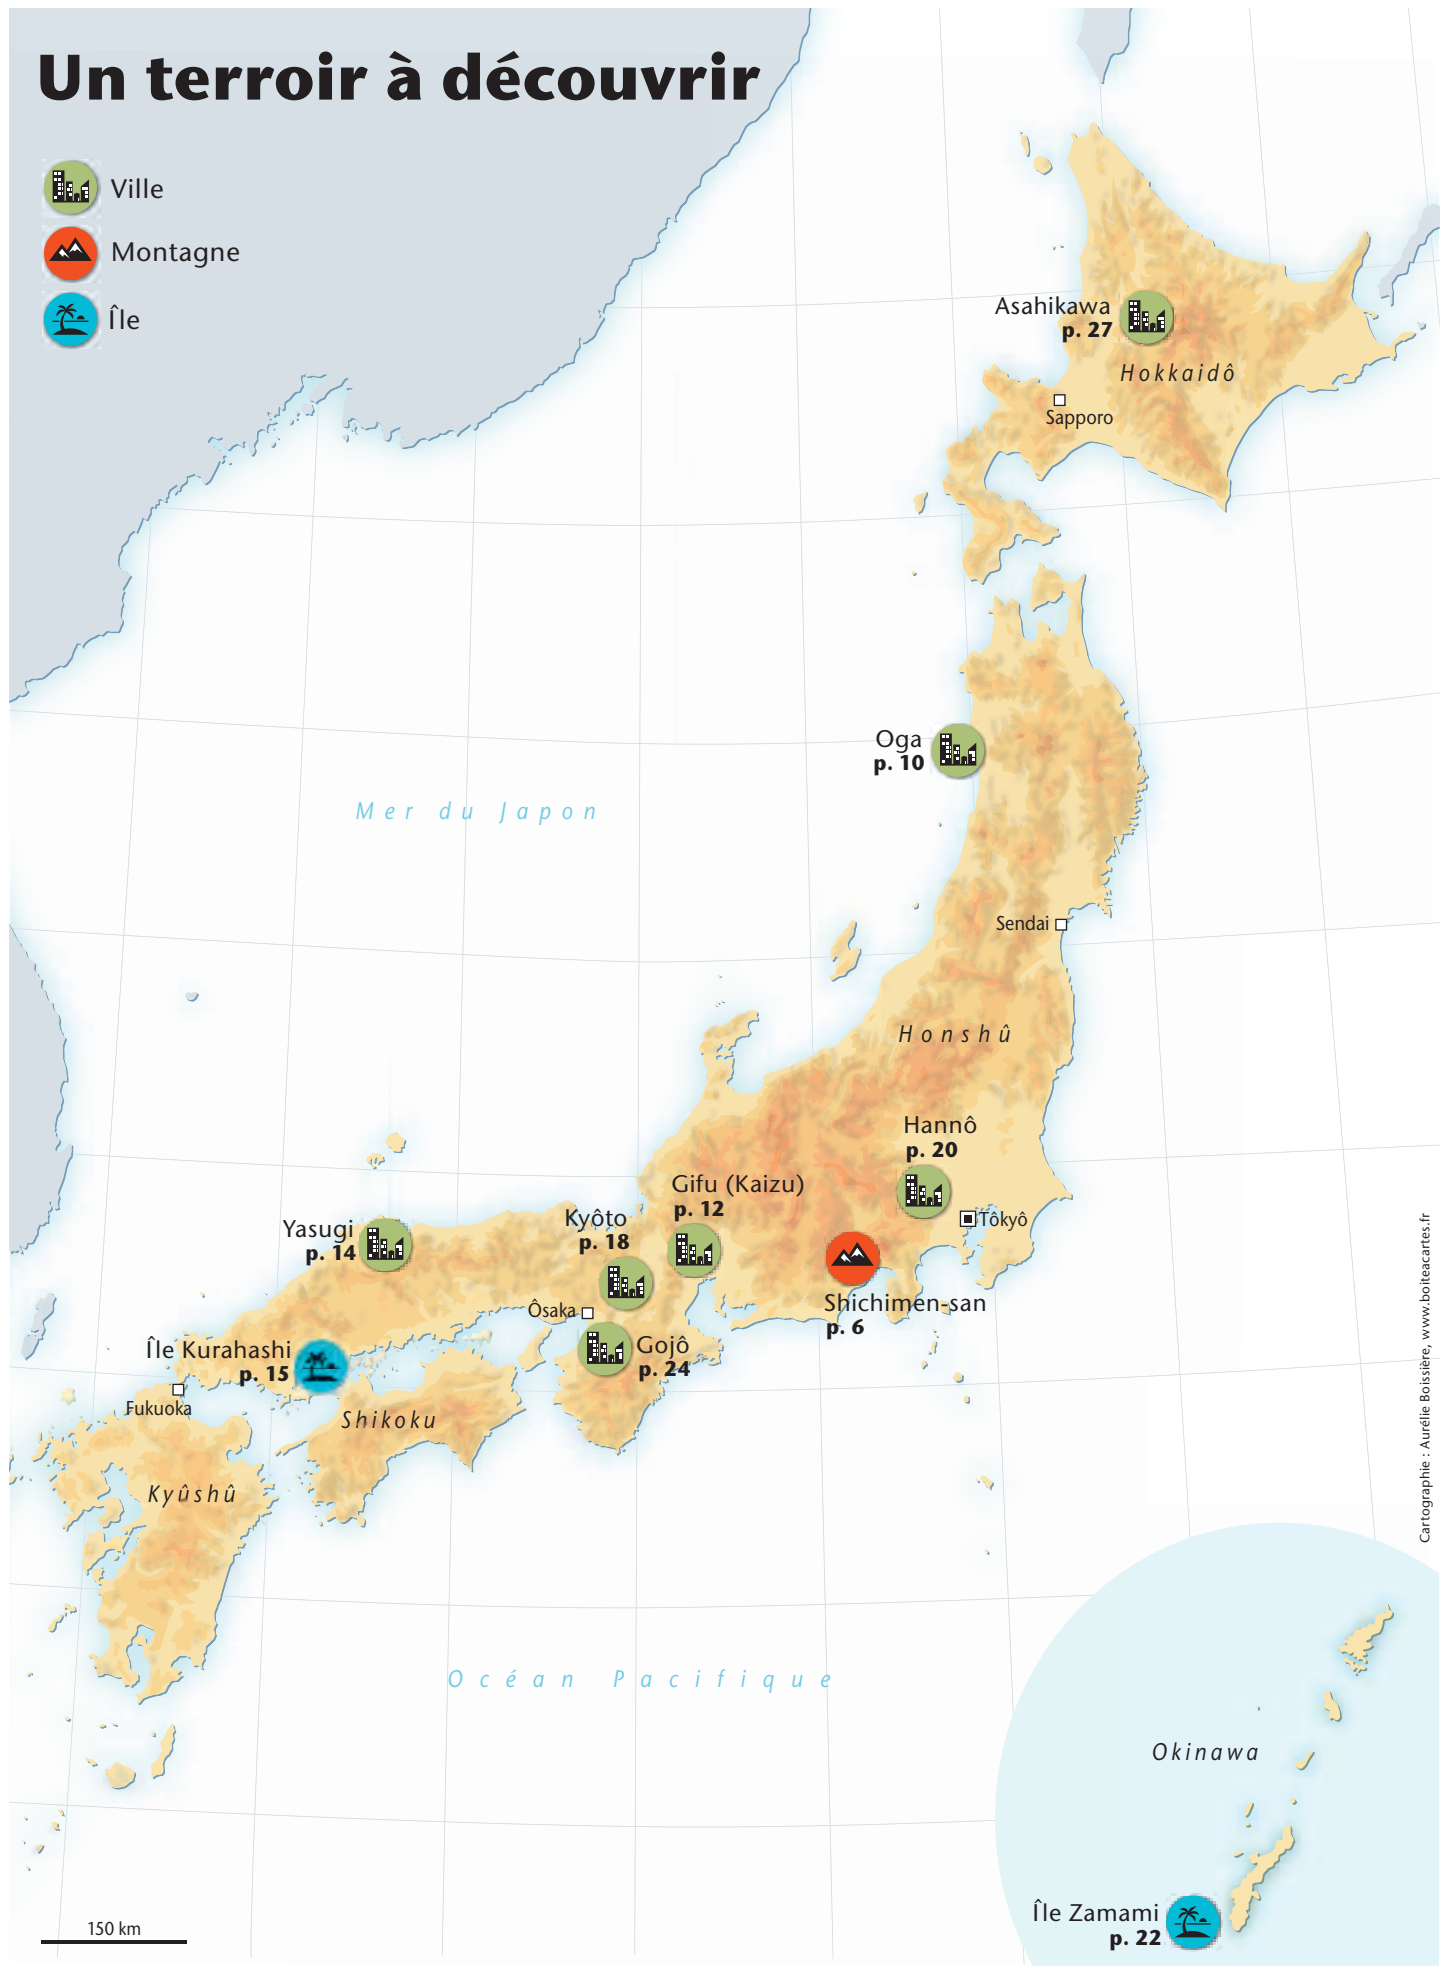 Un terroir à découvrir
Ville
Montagne
Île
Asahikawa
p. 27
Hokkaidô
Sapporo
Oga
p. 10
Mer du Japon
Sendai
Honshû
Hannô
p. 20
Gifu (Kaizu)
p. 12
Kyôto
p. 18
Yasugi
p. 14
Tôkyô
Ôsaka
Shichimen-san
p. 6
Île Kurahashi
p. 15
Gojô
p. 24
Fukuoka
Shikoku
Kyûshû
Océan Pacifique
Okinawa
Île Zamami
p. 22
150 km
Cartographie : Aurélie Boissière, www.boiteacartes.fr